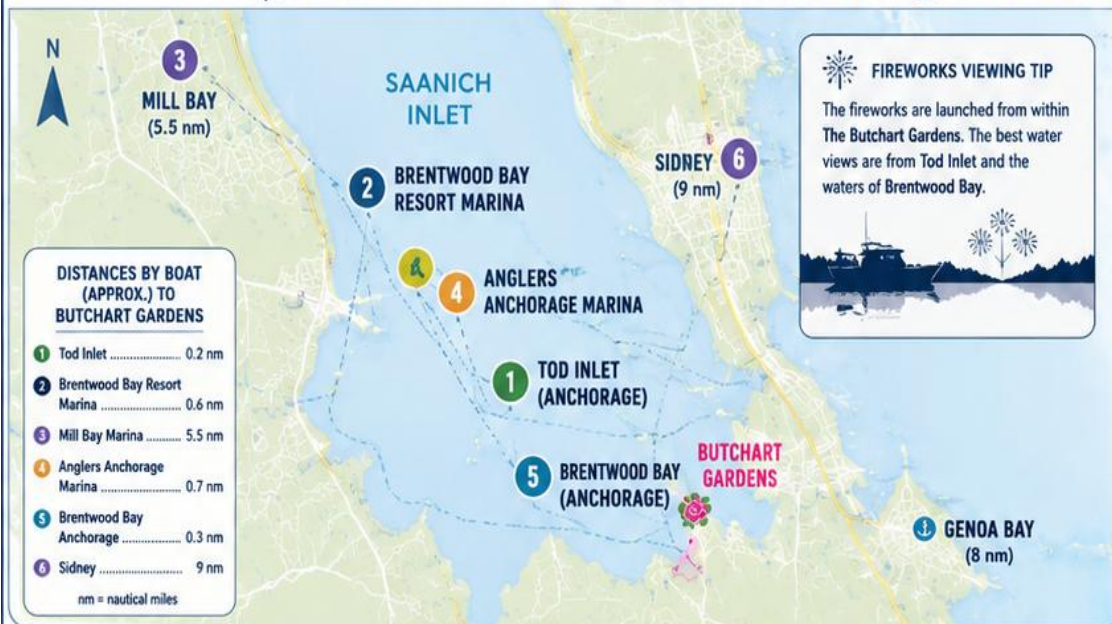 N
3
MILL BAY
(5.5 nm)
SAANICH
INLET
2
BRENTWOOD BAY
RESORT MARINA
SIDNEY
6
(9 nm)
4
ANGLERS
ANCHORAGE MARINA
1
TOD INLET
(ANCHORAGE)
5
BRENTWOOD BAY
(ANCHORAGE)
BUTCHART
GARDENS
GENOA BAY
(8 nm)
FIREWORKS VIEWING TIP
The fireworks are launched from within
The Butchart Gardens. The best water
views are from Tod Inlet and the
waters of Brentwood Bay.
DISTANCES BY BOAT
(APPROX.) TO
BUTCHART GARDENS
1 Tod Inlet ..................... 0.2 nm
2 Brentwood Bay Resort
Marina ..................... 0.6 nm
3 Mill Bay Marina ......... 5.5 nm
4 Anglers Anchorage
Marina ..................... 0.7 nm
5 Brentwood Bay
Anchorage ................ 0.3 nm
6 Sidney ..................... 9 nm
nm = nautical miles